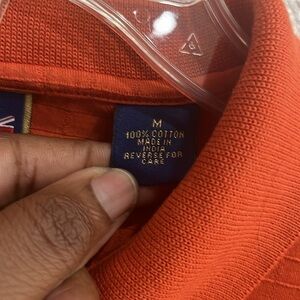 M
100% COTTON
MADE IN
INDIA
REVERSE FOR
CARE